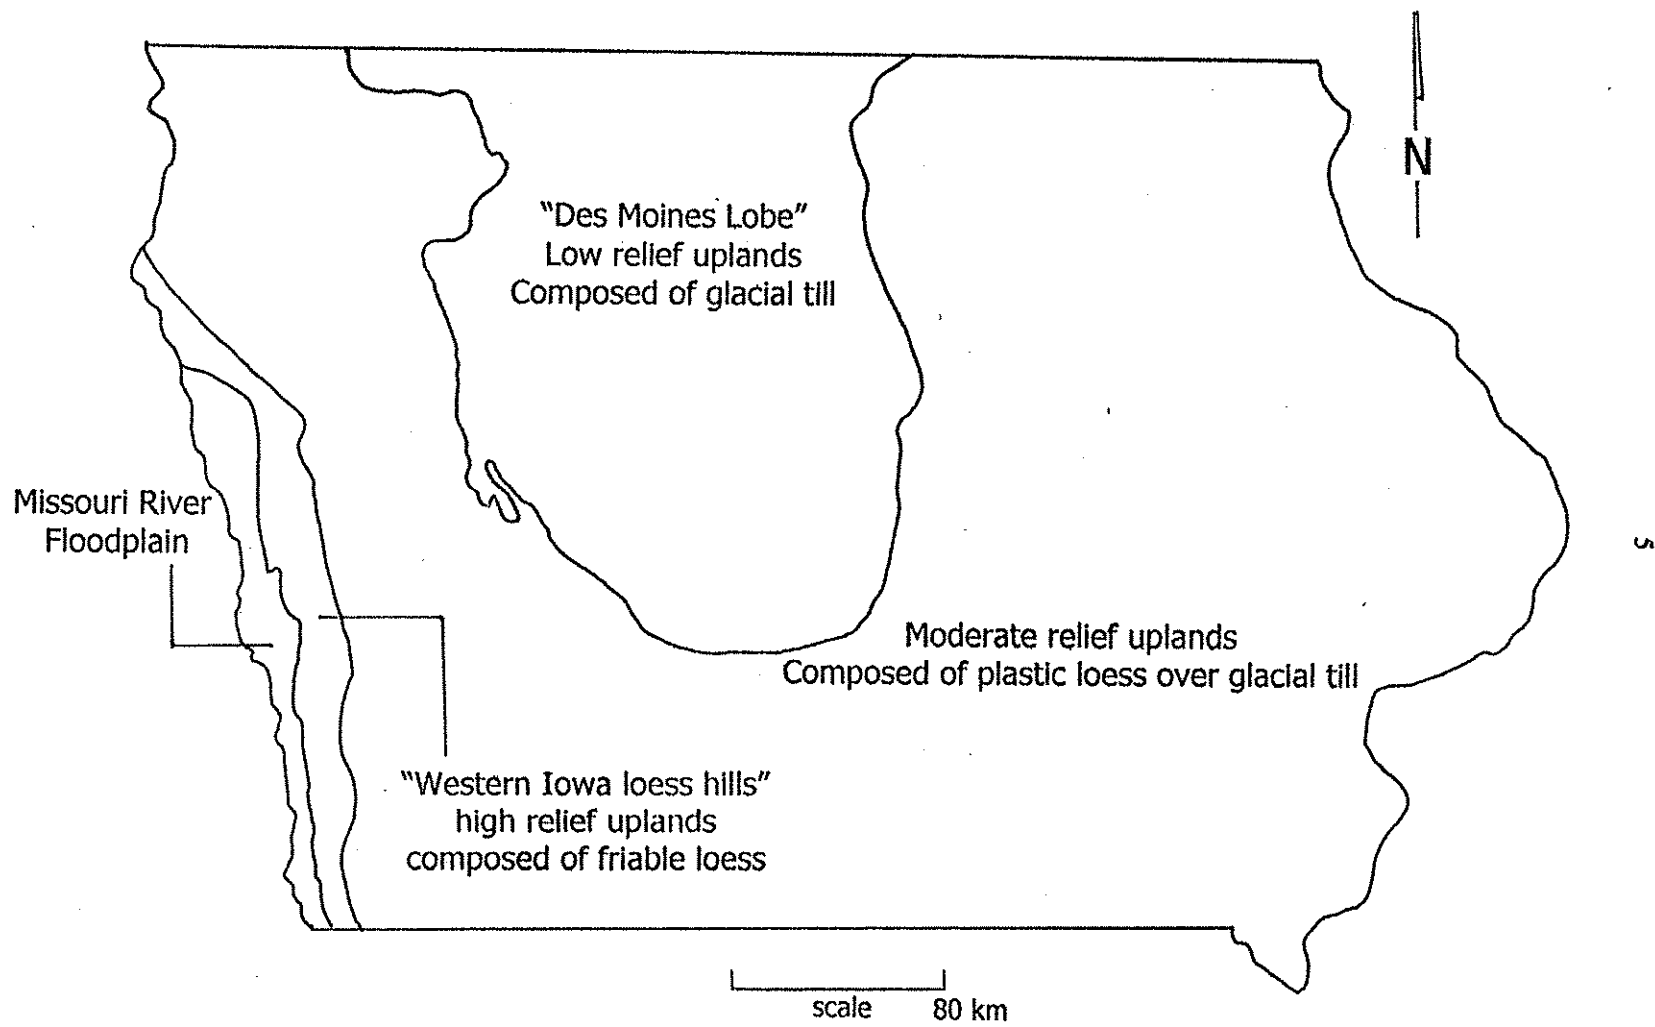 N
"Des Moines Lobe"
Low relief uplands
Composed of glacial till
Missouri River
Floodplain
5
Moderate relief uplands
Composed of plastic loess over glacial till
"Western Iowa loess hills"
high relief uplands
composed of friable loess
scale 80 km